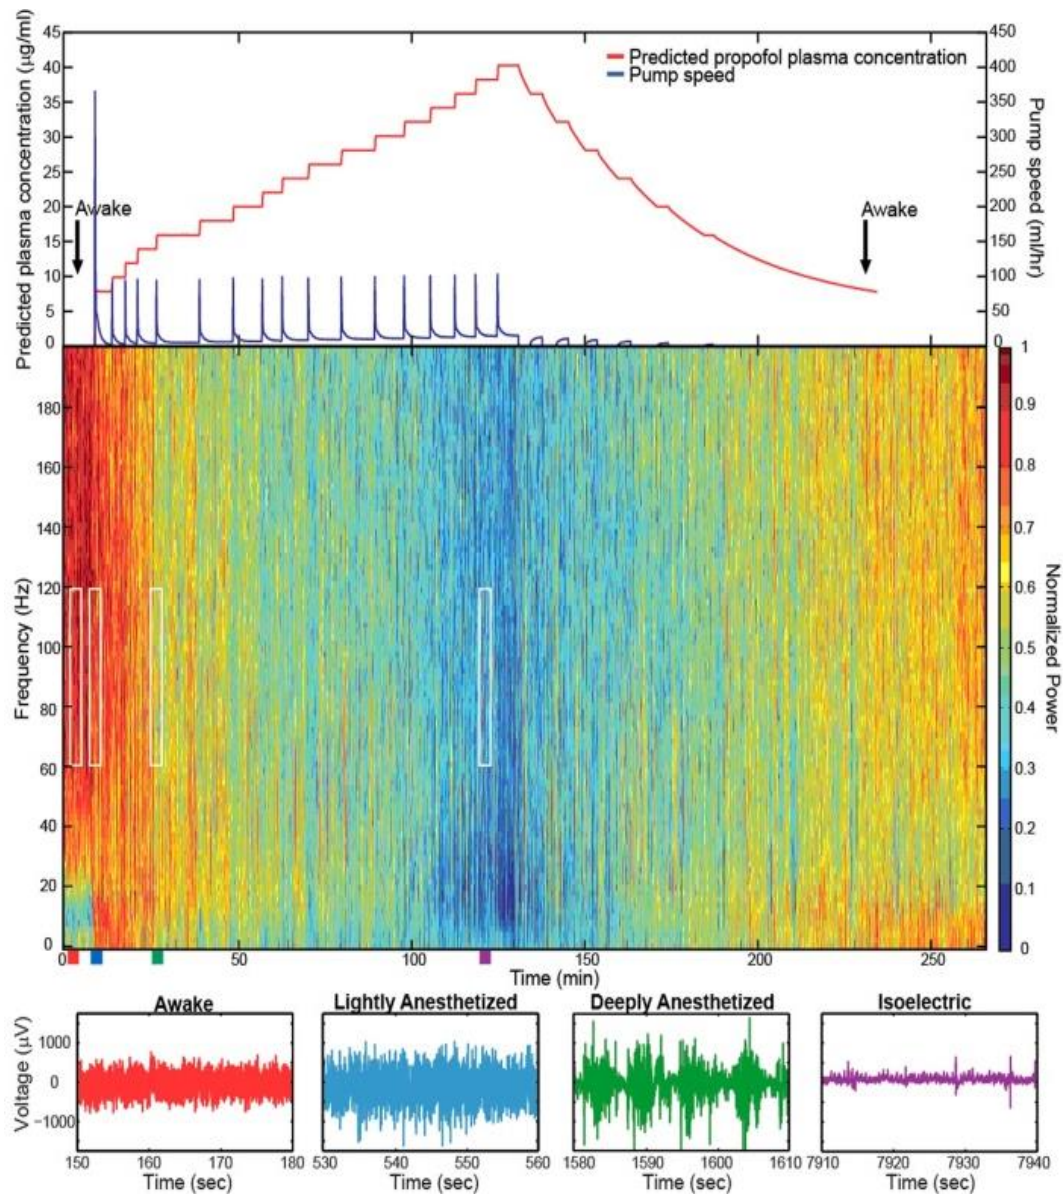 Predicted plasma concentration (µg/ml)
45
40
35
30
25
20
15
10
5
0
Predicted propofol plasma concentration
Pump speed
Awake
Awake
450
400
350
300
250
200
150
100
50
0
Pump speed (ml/hr)
Frequency (Hz)
180
160
140
120
100
80
60
40
20
0
0 50 100 150 200 250
Time (min)
1
0.9
0.8
0.7
0.6
0.5
0.4
0.3
0.2
0.1
0
Normalized Power
Awake
Lightly Anesthetized
Deeply Anesthetized
Isoelectric
Voltage (µV)
1000
0
−1000
150 160 170 180
Time (sec)
530 540 550 560
Time (sec)
1580 1590 1600 1610
Time (sec)
7910 7920 7930 7940
Time (sec)